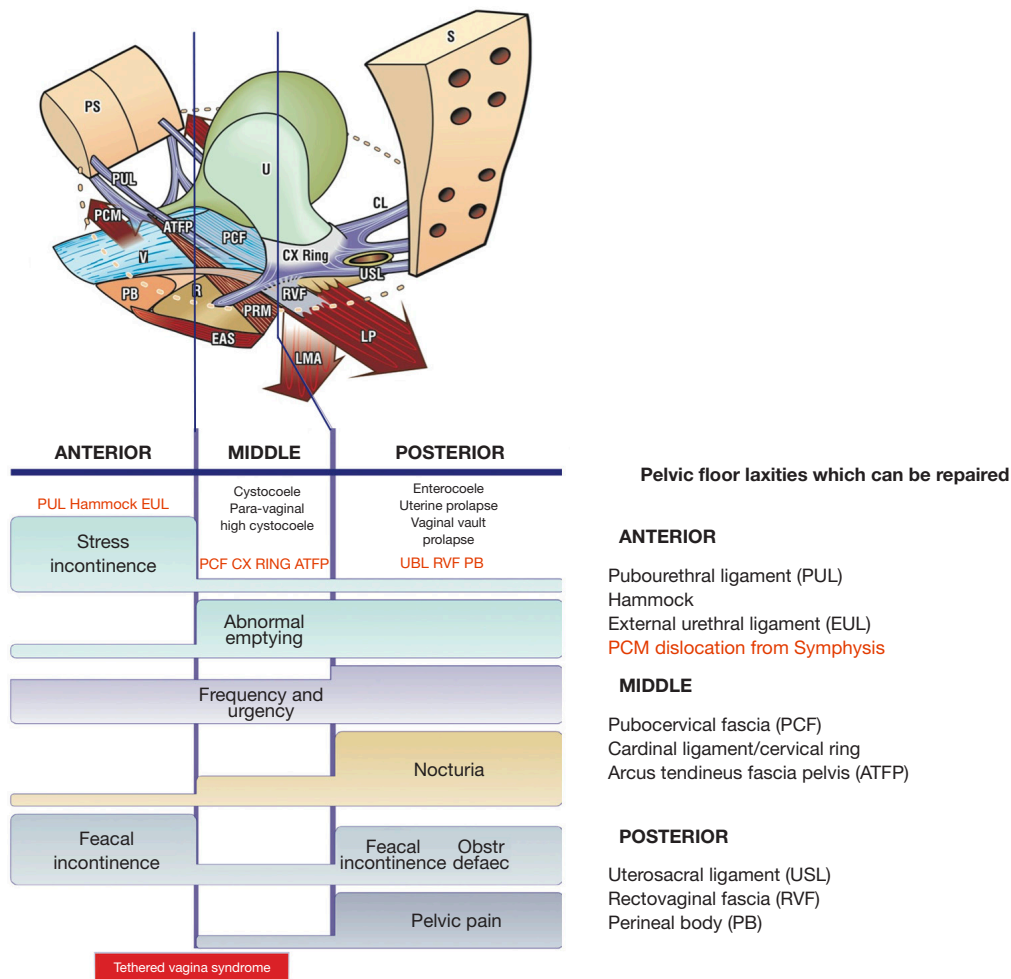 S
PS
U
PUL
CL
PCM
ATFP
PCF
CX Ring
V
USL
PB
R
RVF
PRM
EAS
LP
LMA
ANTERIOR
MIDDLE
POSTERIOR
PUL Hammock EUL
Cystocoele
Para-vaginal
high cystocoele
PCF CX RING ATFP
Enterocoele
Uterine prolapse
Vaginal vault
prolapse
UBL RVF PB
Stress
incontinence
Abnormal
emptying
Frequency and
urgency
Nocturia
Feacal
incontinence
Feacal
incontinence
Obstr
defaec
Pelvic pain
Tethered vagina syndrome
Pelvic floor laxities which can be repaired
ANTERIOR
Pubourethral ligament (PUL)
Hammock
External urethral ligament (EUL)
PCM dislocation from Symphysis
MIDDLE
Pubocervical fascia (PCF)
Cardinal ligament/cervical ring
Arcus tendineus fascia pelvis (ATFP)
POSTERIOR
Uterosacral ligament (USL)
Rectovaginal fascia (RVF)
Perineal body (PB)